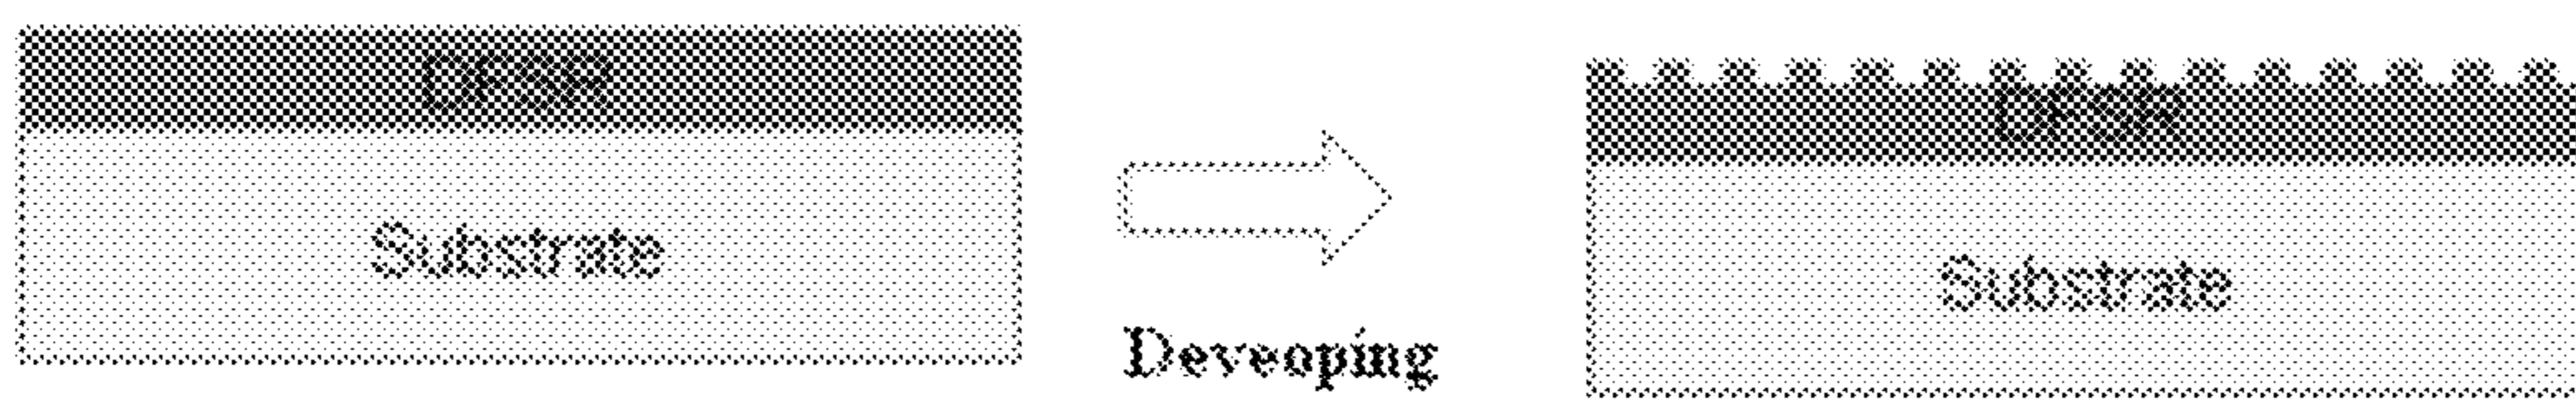 DFSR
Substrate
Deveoping
DFSR
Substrate